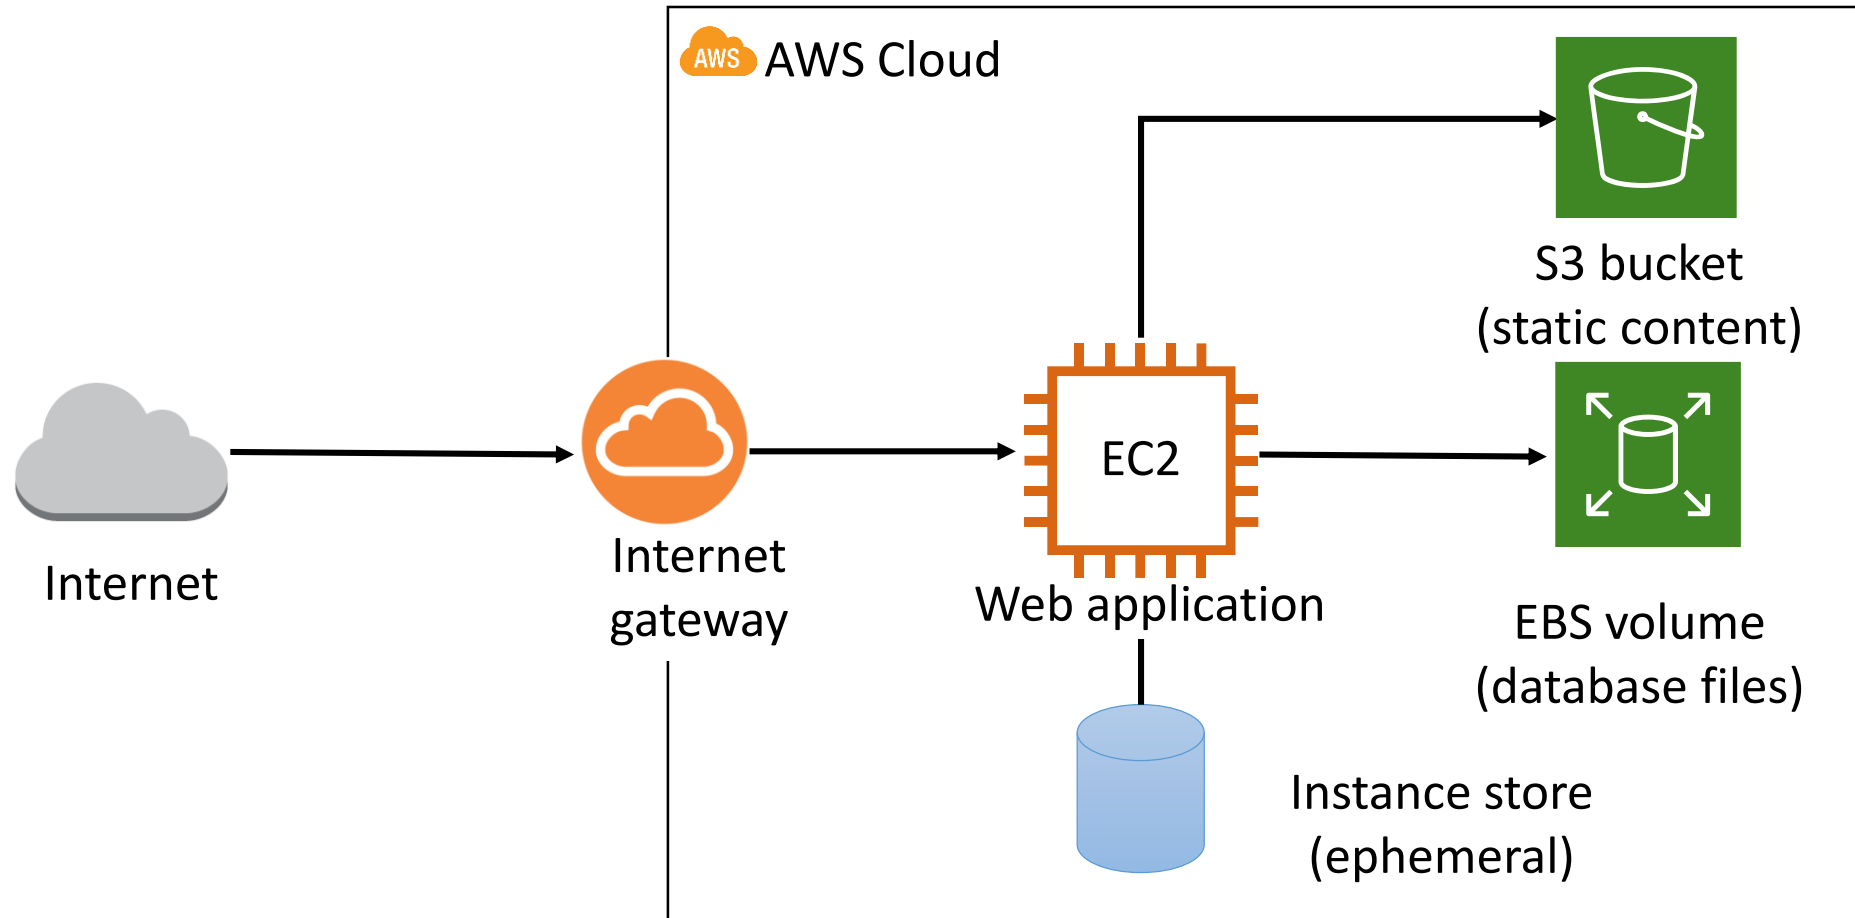 AWS
AWS Cloud
S3 bucket
(static content)
EC2
Internet
Internet
gateway
Web application
EBS volume
(database files)
Instance store
(ephemeral)